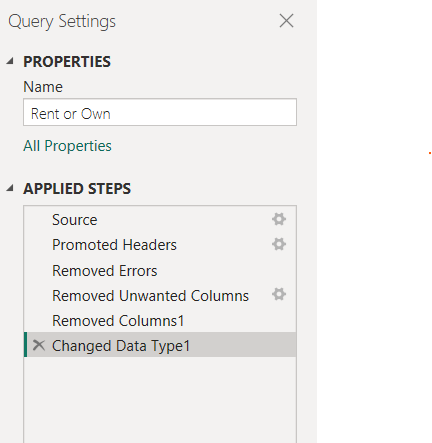 Query Settings
PROPERTIES
Name
Rent or Own
All Properties
APPLIED STEPS
Source
Promoted Headers
Removed Errors
Removed Unwanted Columns
Removed Columns1
Changed Data Type1